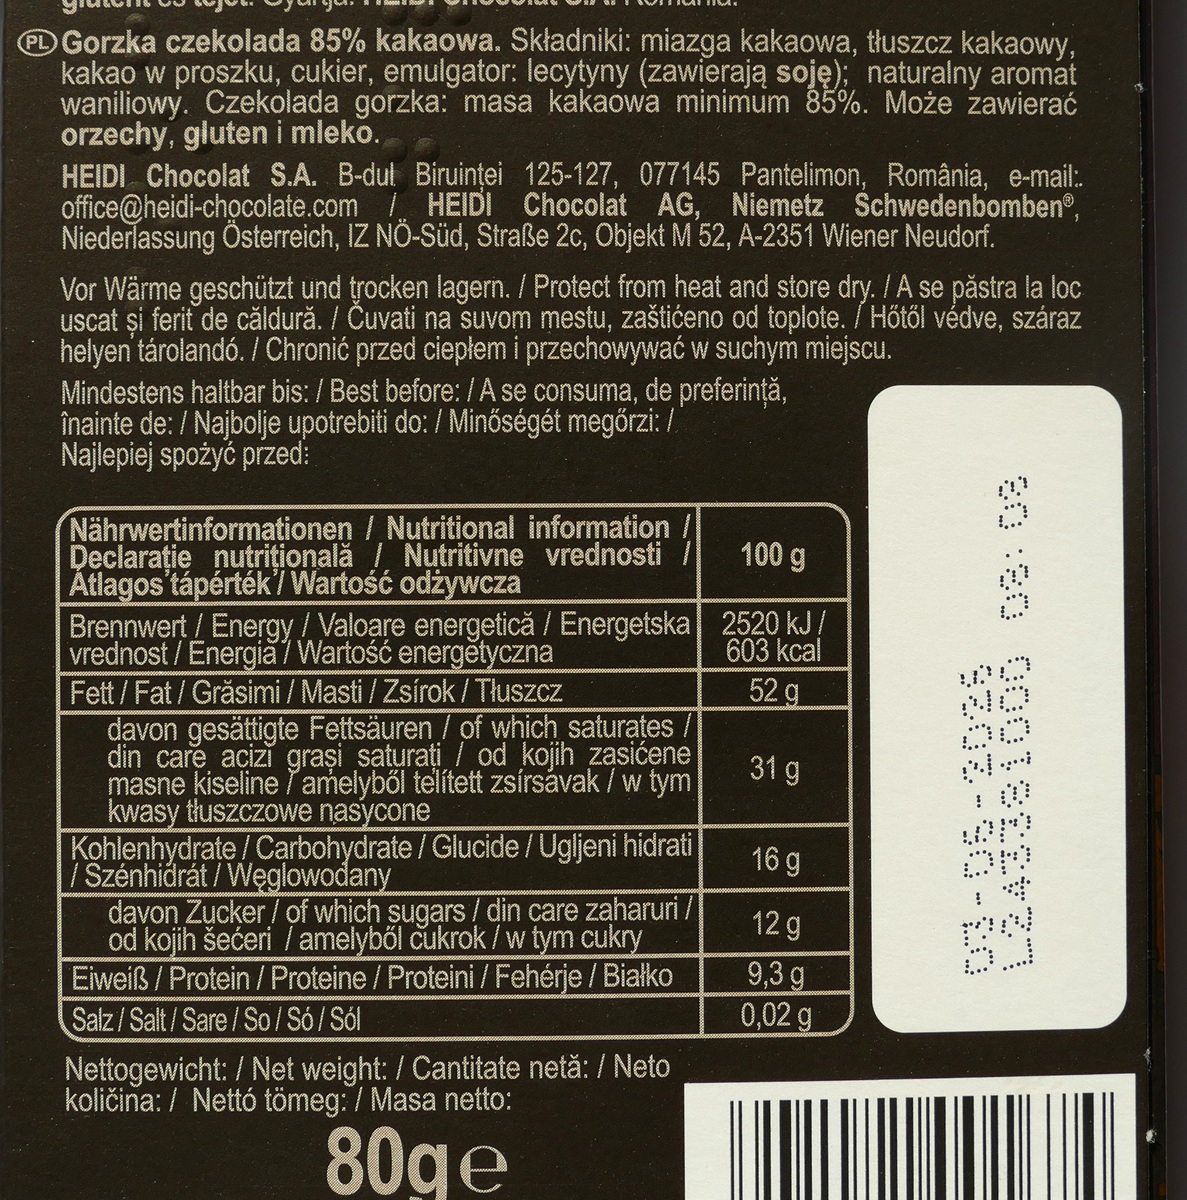 PL Gorzka czekolada 85% kakaowa. Składniki: miazga kakaowa, tłuszcz kakaowy,
kakao w proszku, cukier, emulgator: lecytyny (zawierają soję); naturalny aromat
waniliowy. Czekolada gorzka: masa kakaowa minimum 85%. Może zawierać
orzechy, gluten i mleko.
HEIDI Chocolat S.A. B-dul Biruinței 125-127, 077145 Pantelimon, România, e-mail:
office@heidi-chocolate.com / HEIDI Chocolat AG, Niemetz Schwedenbomben®,
Niederlassung Österreich, IZ NÖ-Süd, Straße 2c, Objekt M 52, A-2351 Wiener Neudorf.
Vor Wärme geschützt und trocken lagern. / Protect from heat and store dry. / A se păstra la loc
uscat și ferit de căldură. / Čuvati na suvom mestu, zaštićeno od toplote. / Hőtől védve, száraz
helyen tárolandó. / Chronić przed ciepłem i przechowywać w suchym miejscu.
Mindestens haltbar bis: / Best before: / A se consuma, de preferință,
înainte de: / Najbolje upotrebiti do: / Minőségét megőrzi: /
Najlepiej spożyć przed:
Nährwertinformationen / Nutritional information /
Declarație nutrițională / Nutritivne vrednosti / 100 g
Átlagos tápérték / Wartość odżywcza
Brennwert / Energy / Valoare energetică / Energetska 2520 kJ /
vrednost / Energia / Wartość energetyczna 603 kcal
Fett / Fat / Grăsimi / Masti / Zsírok / Tłuszcz 52 g
davon gesättigte Fettsäuren / of which saturates /
din care acizi grași saturați / od kojih zasićene
masne kiseline / amelyből telített zsírsavak / w tym 31 g
kwasy tłuszczowe nasycone
Kohlenhydrate / Carbohydrate / Glucide / Ugljeni hidrati
/ Szénhidrát / Węglowodany 16 g
davon Zucker / of which sugars / din care zaharuri /
od kojih šećeri / amelyből cukrok / w tym cukry 12 g
Eiweiß / Protein / Proteine / Proteini / Fehérje / Białko 9,3 g
Salz / Salt / Sare / So / Só / Sól 0,02 g
Nettogewicht: / Net weight: / Cantitate netă: / Neto
količina: / Nettó tömeg: / Masa netto:
80g e